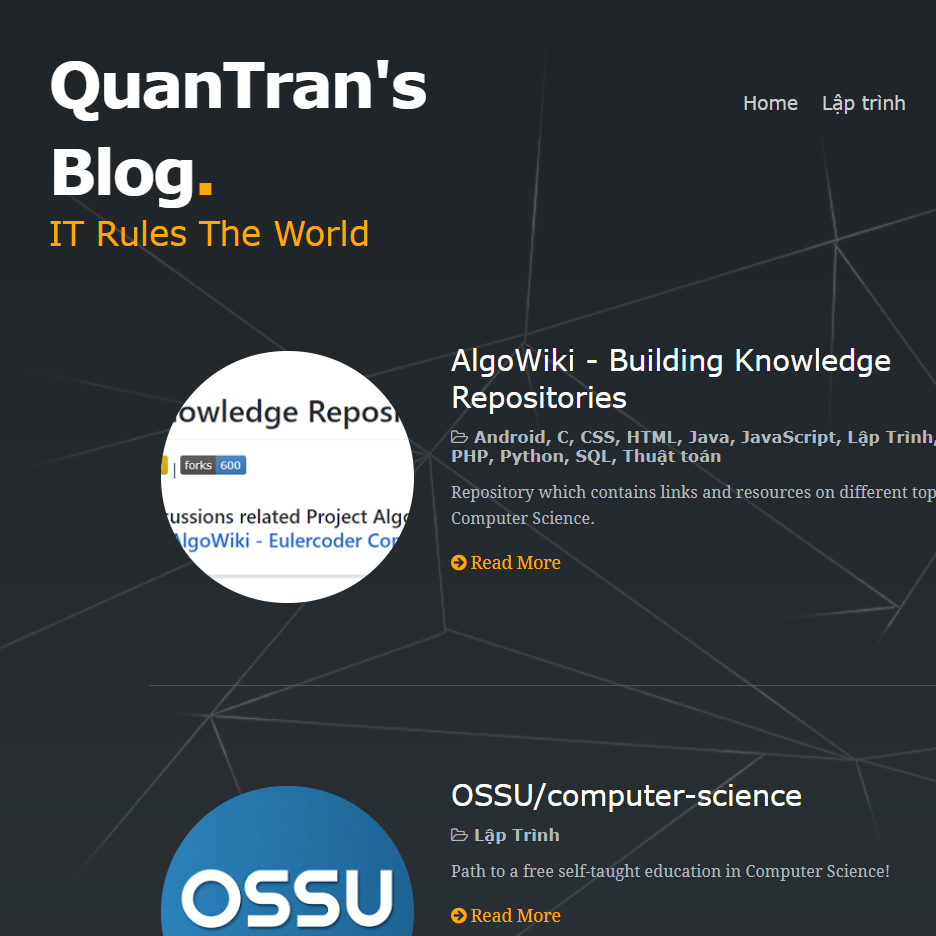 QuanTran's
Blog.
IT Rules The World
Home Lập trình
AlgoWiki - Building Knowledge
Repositories
Android, C, CSS, HTML, Java, JavaScript, Lập Trình,
PHP, Python, SQL, Thuật toán
Repository which contains links and resources on different top
Computer Science.
Read More
owledge Reposi
| forks 600
ussions related Project Algo
AlgoWiki - Eulercoder Cor
OSSU/computer-science
Lập Trình
Path to a free self-taught education in Computer Science!
Read More
OSSU